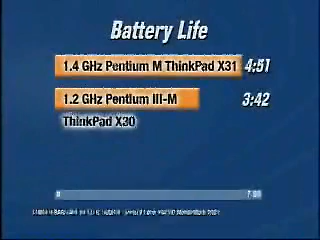 Battery Life
1.4 GHz Pentium M ThinkPad X31 4:51
1.2 GHz Pentium III-M 3:42
ThinkPad X30